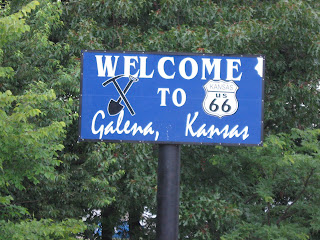 WELCOME
TO
KANSAS
US
66
Galena, Kansas